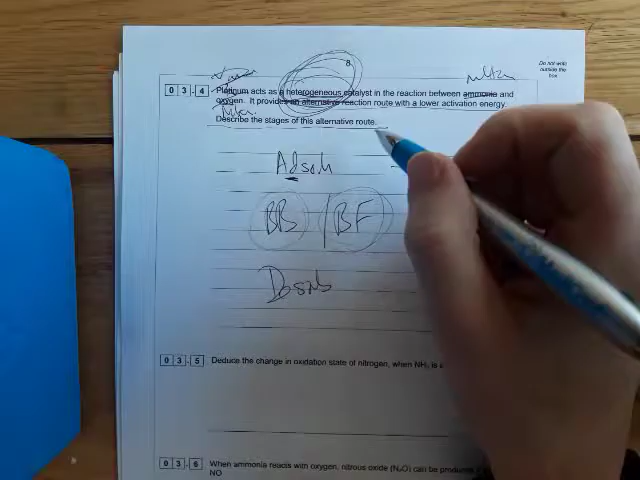 8
Do not write
outside the
box
0 3 . 4 Platinum acts as a heterogeneous catalyst in the reaction between ammonia and
oxygen. It provides an alternative reaction route with a lower activation energy.
Describe the stages of this alternative route.
Adsorb
BB / BF
Desorb
0 3 . 5 Deduce the change in oxidation state of nitrogen, when NH₃ is
0 3 . 6 When ammonia reacts with oxygen, nitrous oxide (N₂O) can be produced
NO